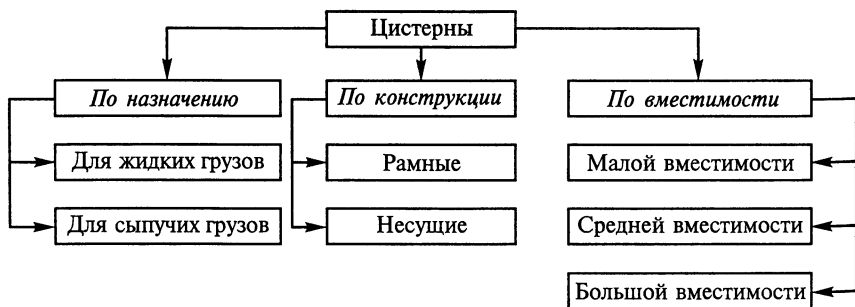 Цистерны
По назначению
Для жидких грузов
Для сыпучих грузов
По конструкции
Рамные
Несущие
По вместимости
Малой вместимости
Средней вместимости
Большой вместимости